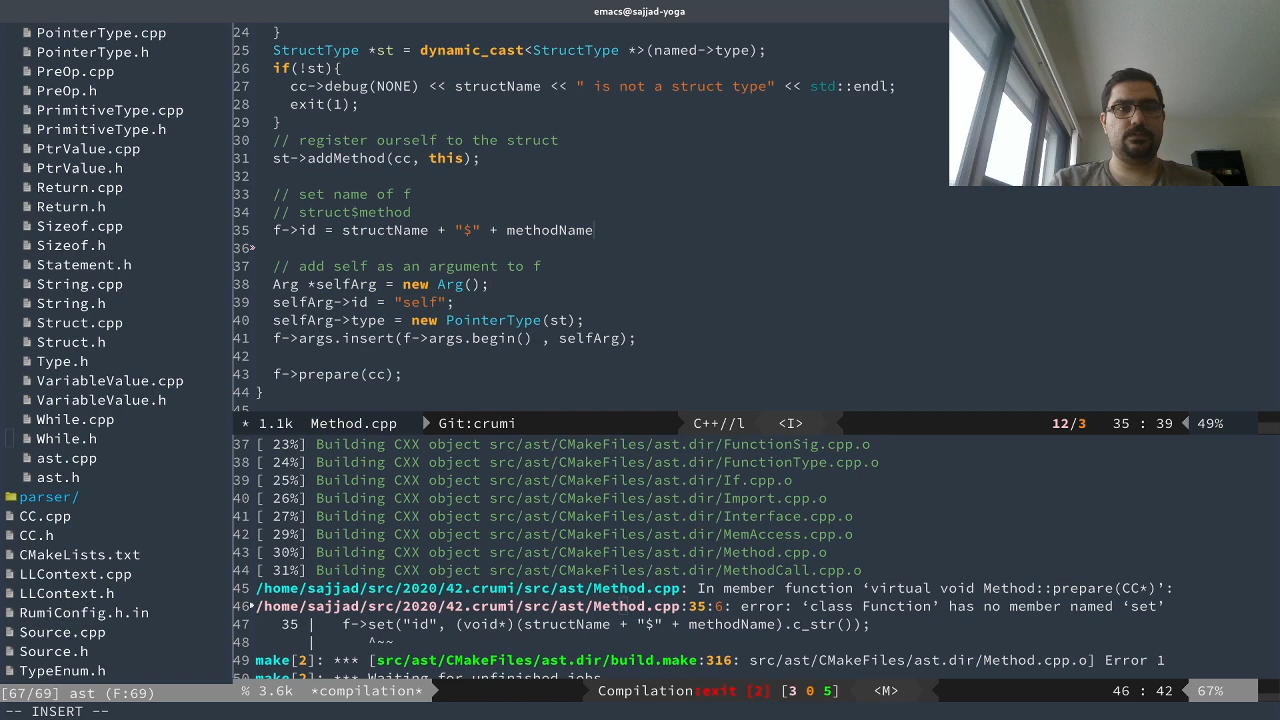 emacs@sajjad-yoga
PointerType.cpp
PointerType.h
PreOp.cpp
PreOp.h
PrimitiveType.cpp
PrimitiveType.h
PtrValue.cpp
PtrValue.h
Return.cpp
Return.h
Sizeof.cpp
Sizeof.h
Statement.h
String.cpp
String.h
Struct.cpp
Struct.h
Type.h
VariableValue.cpp
VariableValue.h
While.cpp
While.h
ast.cpp
ast.h
parser/
CC.cpp
CC.h
CMakeLists.txt
LLContext.cpp
LLContext.h
RumiConfig.h.in
Source.cpp
Source.h
TypeEnum.h
[67/69] ast (F:69)
24 }
25 StructType *st = dynamic_cast<StructType *>(named->type);
26 if(!st){
27 cc->debug(NONE) << structName << " is not a struct type" << std::endl;
28 exit(1);
29 }
30 // register ourself to the struct
31 st->addMethod(cc, this);
32
33 // set name of f
34 // struct$method
35 f->id = structName + "$" + methodName
36»
37 // add self as an argument to f
38 Arg *selfArg = new Arg();
39 selfArg->id = "self";
40 selfArg->type = new PointerType(st);
41 f->args.insert(f->args.begin() , selfArg);
42
43 f->prepare(cc);
44 }
45
* 1.1k Method.cpp Git:crumi C++//l <I> 12/3 35 : 39 49%
37 [ 23%] Building CXX object src/ast/CMakeFiles/ast.dir/FunctionSig.cpp.o
38 [ 24%] Building CXX object src/ast/CMakeFiles/ast.dir/FunctionType.cpp.o
39 [ 25%] Building CXX object src/ast/CMakeFiles/ast.dir/If.cpp.o
40 [ 26%] Building CXX object src/ast/CMakeFiles/ast.dir/Import.cpp.o
41 [ 27%] Building CXX object src/ast/CMakeFiles/ast.dir/Interface.cpp.o
42 [ 29%] Building CXX object src/ast/CMakeFiles/ast.dir/MemAccess.cpp.o
43 [ 30%] Building CXX object src/ast/CMakeFiles/ast.dir/Method.cpp.o
44 [ 31%] Building CXX object src/ast/CMakeFiles/ast.dir/MethodCall.cpp.o
45 /home/sajjad/src/2020/42.crumi/src/ast/Method.cpp: In member function ‘virtual void Method::prepare(CC*)’:
46 /home/sajjad/src/2020/42.crumi/src/ast/Method.cpp:35:6: error: ‘class Function’ has no member named ‘set’
47 35 | f->set("id", (void*)(structName + "$" + methodName).c_str());
48 | ^~~
49 make[2]: *** [src/ast/CMakeFiles/ast.dir/build.make:316: src/ast/CMakeFiles/ast.dir/Method.cpp.o] Error 1
50 make[2]: *** Waiting for unfinished jobs....
% 3.6k *compilation* Compilation:exit [2] [3 0 5] <M> 46 : 42 67%
-- INSERT --